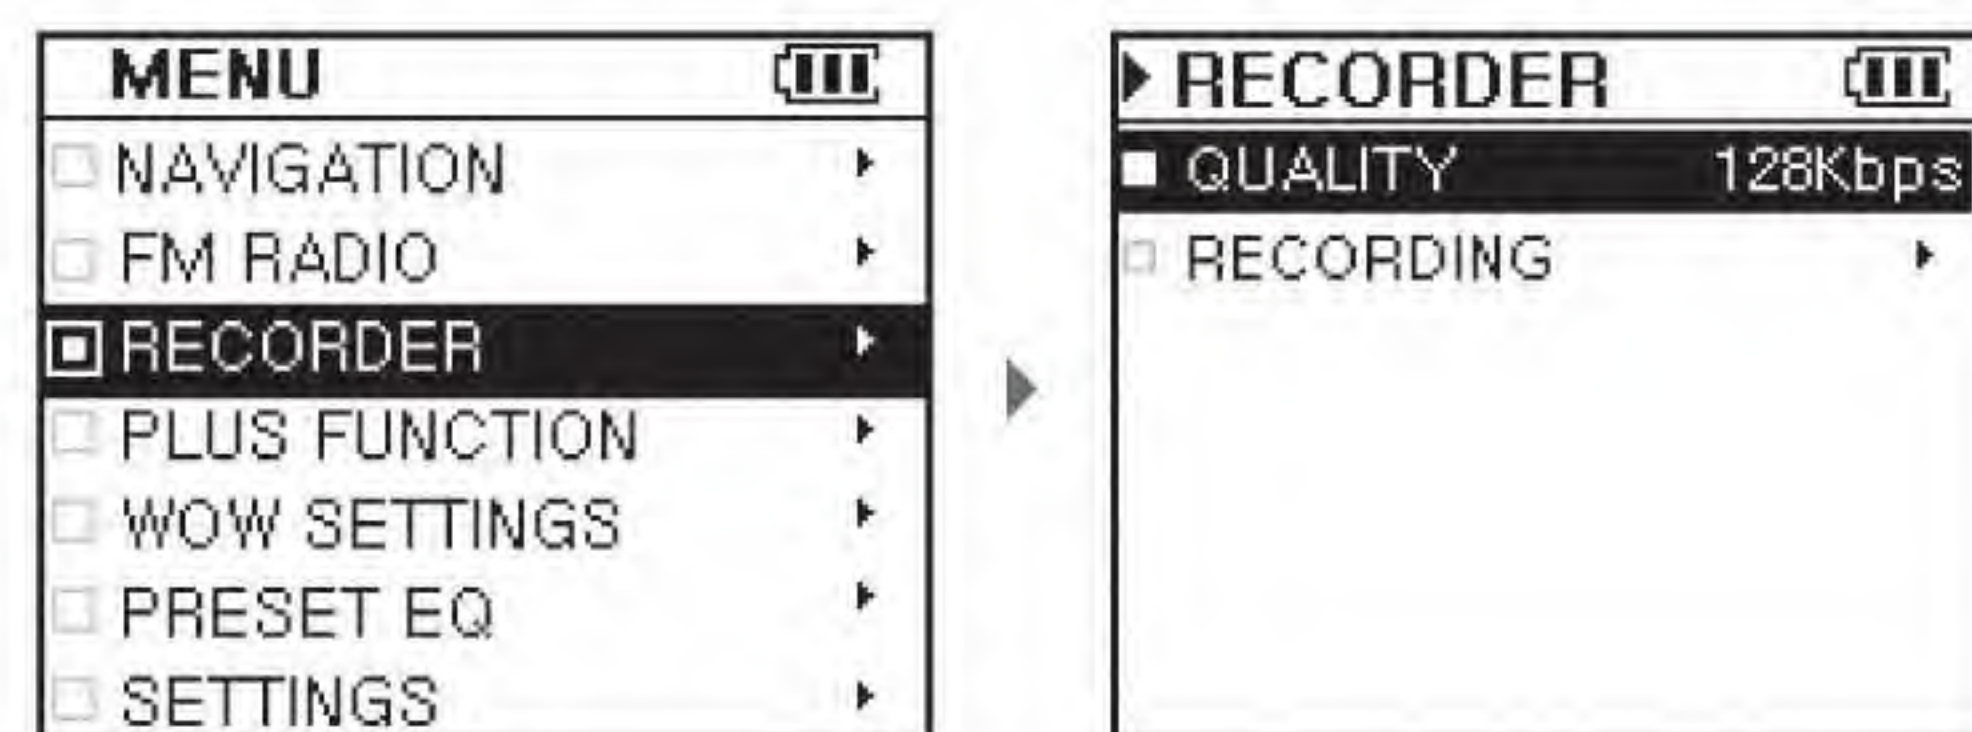 MENU
NAVIGATION
FM RADIO
RECORDER
PLUS FUNCTION
WOW SETTINGS
PRESET EQ
SETTINGS
RECORDER
QUALITY 128Kbps
RECORDING